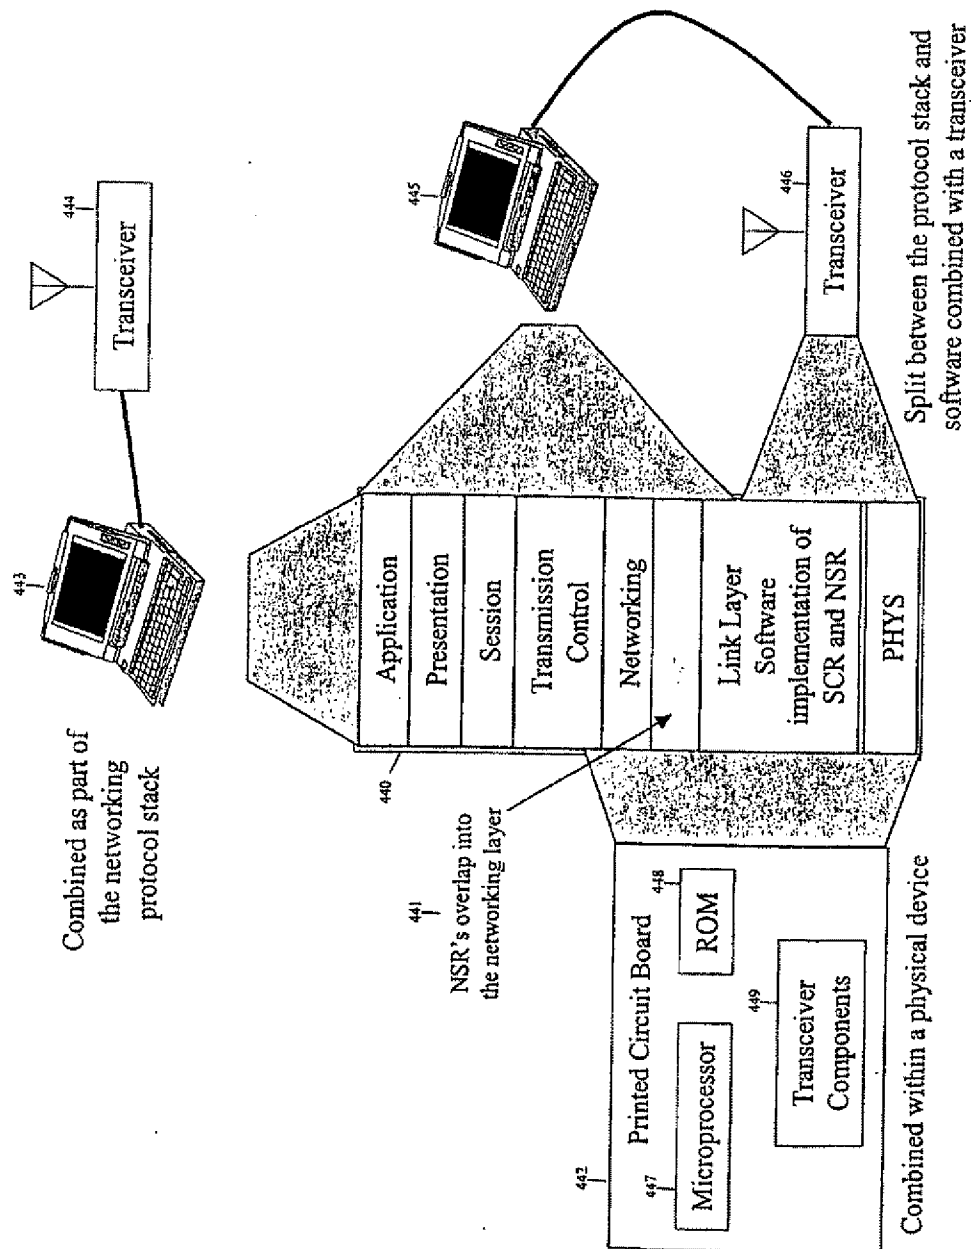 443
444
Transceiver
Combined as part of
the networking
protocol stack
440
441
NSR's overlap into
the networking layer
Application
Presentation
Session
Transmission
Control
Networking
Link Layer
Software
implementation of
SCR and NSR
PHYS
445
446
Transceiver
Split between the protocol stack and
software combined with a transceiver
442
Printed Circuit Board
447
Microprocessor
448
ROM
449
Transceiver
Components
Combined within a physical device